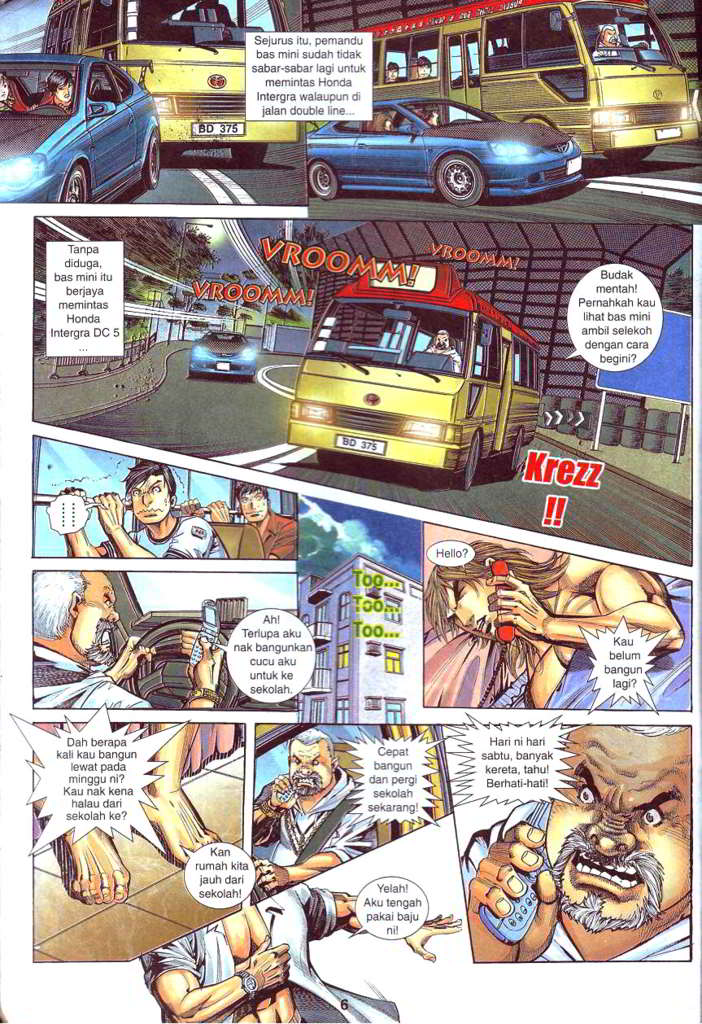 Sejurus itu, pemandu
bas mini sudah tidak
sabar-sabar lagi untuk
memintas Honda
Intergra walaupun di
jalan double line...
BD 375
Tanpa
diduga,
bas mini itu
berjaya
memintas
Honda
Intergra DC 5
...
VROOMM!
VROOMM!
VROOMM!
Budak
mentah!
Pernahkah kau
lihat bas mini
ambil selekoh
dengan cara
begini?
BD 375
Krezz
!!
Ah!
Terlupa aku
nak bangunkan
cucu aku
untuk ke
sekolah.
Too...
Too...
Too...
Hello?
Kau
belum
bangun
lagi?
Dah berapa
kali kau bangun
lewat pada
minggu ni?
Kau nak kena
halau dari
sekolah ke?
Kan
rumah kita
jauh dari
sekolah!
Cepat
bangun
dan pergi
sekolah
sekarang!
Yelah!
Aku tengah
pakai baju
ni!
Hari ni hari
sabtu, banyak
kereta, tahu!
Berhati-hati!
6